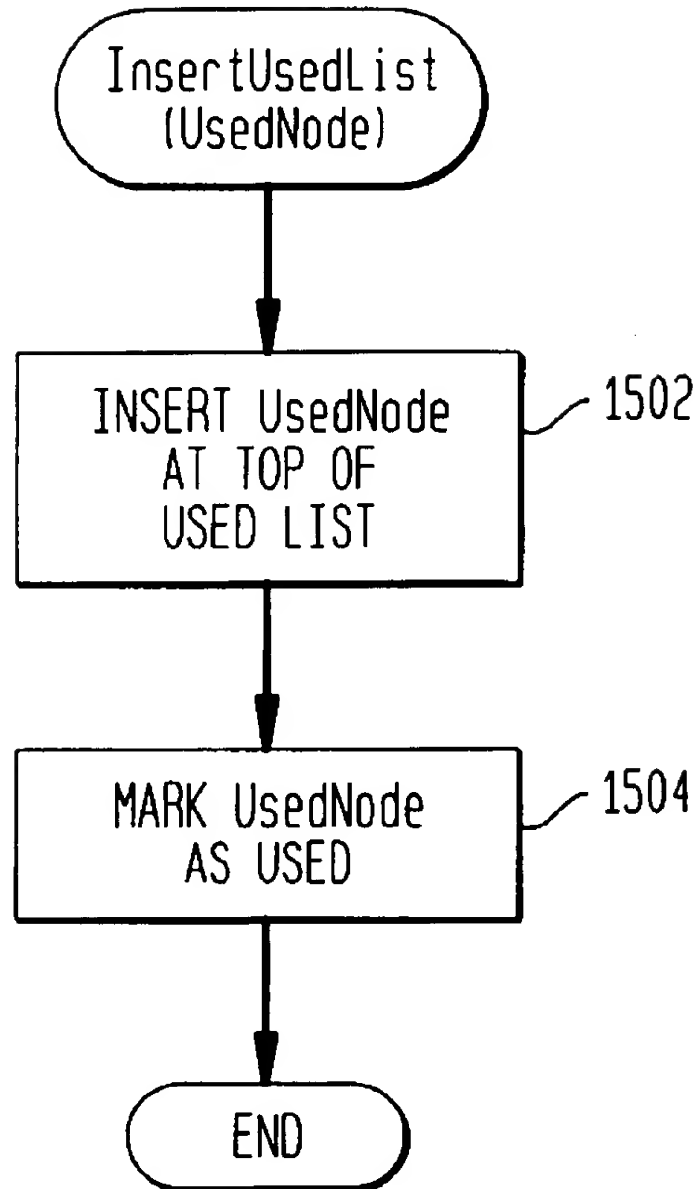 InsertUsedList
(UsedNode)
INSERT UsedNode
AT TOP OF
USED LIST
1502
MARK UsedNode
AS USED
1504
END